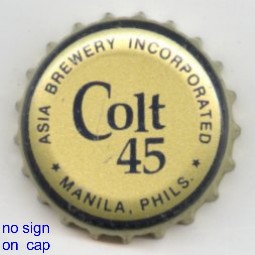 ASIA BREWERY INCORPORATED
Colt
45
★ MANILA, PHILS. ★
no sign
on cap